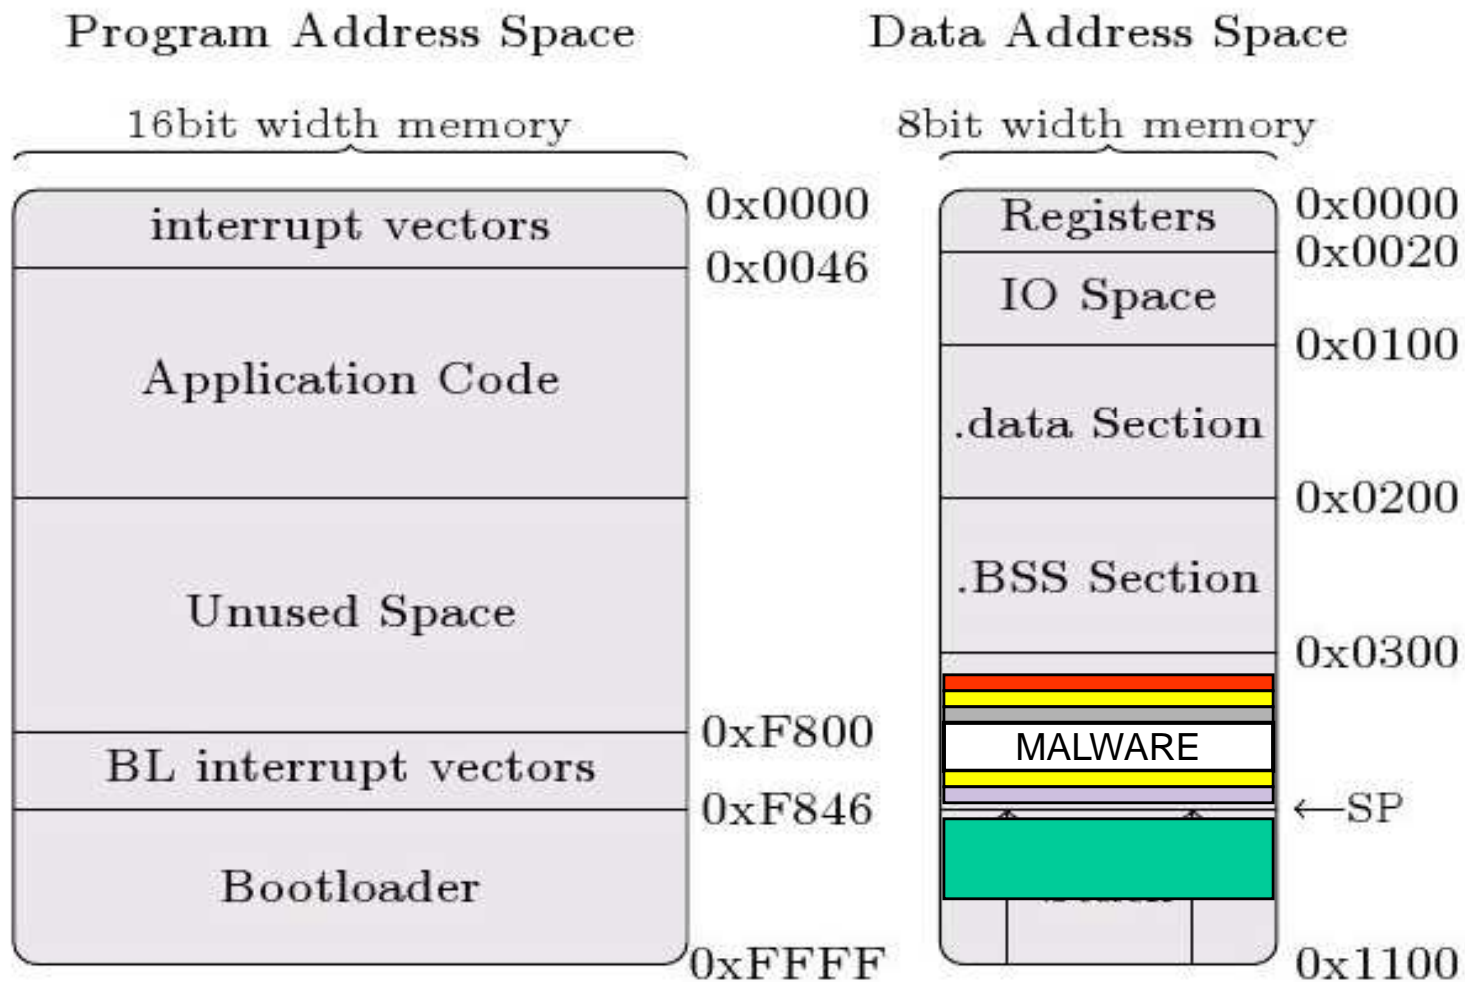 Program Address Space
16bit width memory
interrupt vectors
0x0000
0x0046
Application Code
Unused Space
0xF800
BL interrupt vectors
0xF846
Bootloader
0xFFFF
Data Address Space
8bit width memory
Registers
0x0000
0x0020
IO Space
0x0100
.data Section
0x0200
.BSS Section
0x0300
MALWARE
←SP
0x1100